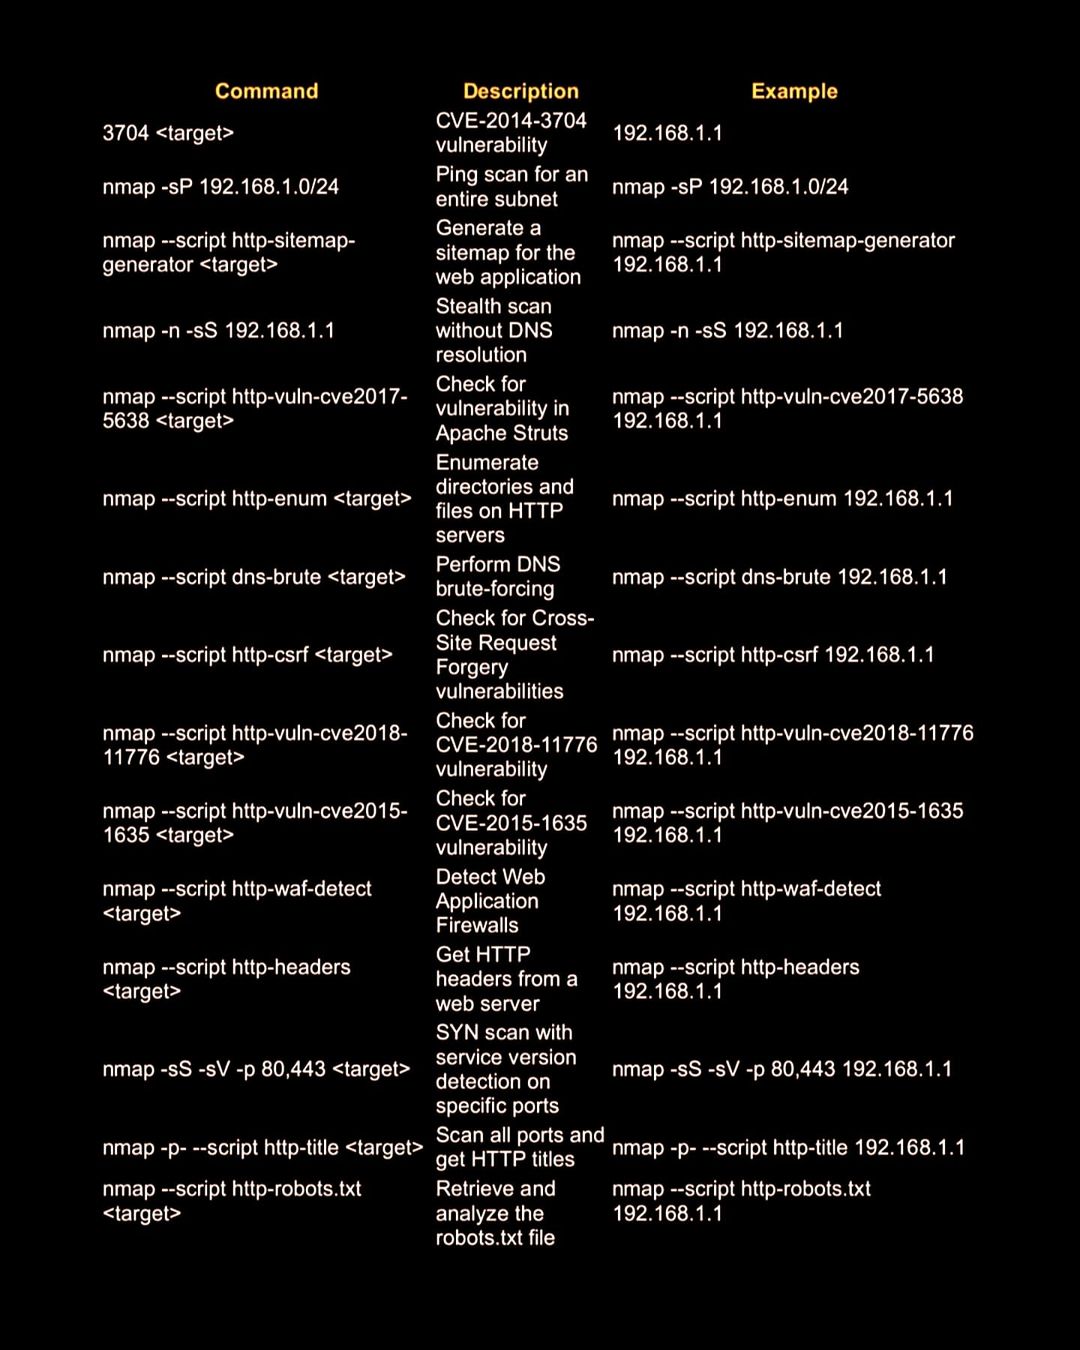 Command Description Example
3704 <target>
CVE-2014-3704
vulnerability
192.168.1.1
nmap -sP 192.168.1.0/24
Ping scan for an
entire subnet
nmap -sP 192.168.1.0/24
nmap --script http-sitemap-
generator <target>
Generate a
sitemap for the
web application
nmap --script http-sitemap-generator
192.168.1.1
nmap -n -sS 192.168.1.1
Stealth scan
without DNS
resolution
nmap -n -sS 192.168.1.1
nmap --script http-vuln-cve2017-
5638 <target>
Check for
vulnerability in
Apache Struts
nmap --script http-vuln-cve2017-5638
192.168.1.1
nmap --script http-enum <target>
Enumerate
directories and
files on HTTP
servers
nmap --script http-enum 192.168.1.1
nmap --script dns-brute <target>
Perform DNS
brute-forcing
nmap --script dns-brute 192.168.1.1
nmap --script http-csrf <target>
Check for Cross-
Site Request
Forgery
vulnerabilities
nmap --script http-csrf 192.168.1.1
nmap --script http-vuln-cve2018-
11776 <target>
Check for
CVE-2018-11776
vulnerability
nmap --script http-vuln-cve2018-11776
192.168.1.1
nmap --script http-vuln-cve2015-
1635 <target>
Check for
CVE-2015-1635
vulnerability
nmap --script http-vuln-cve2015-1635
192.168.1.1
nmap --script http-waf-detect
<target>
Detect Web
Application
Firewalls
nmap --script http-waf-detect
192.168.1.1
nmap --script http-headers
<target>
Get HTTP
headers from a
web server
nmap --script http-headers
192.168.1.1
nmap -sS -sV -p 80,443 <target>
SYN scan with
service version
detection on
specific ports
nmap -sS -sV -p 80,443 192.168.1.1
nmap -p- --script http-title <target>
Scan all ports and
get HTTP titles
nmap -p- --script http-title 192.168.1.1
nmap --script http-robots.txt
<target>
Retrieve and
analyze the
robots.txt file
nmap --script http-robots.txt
192.168.1.1